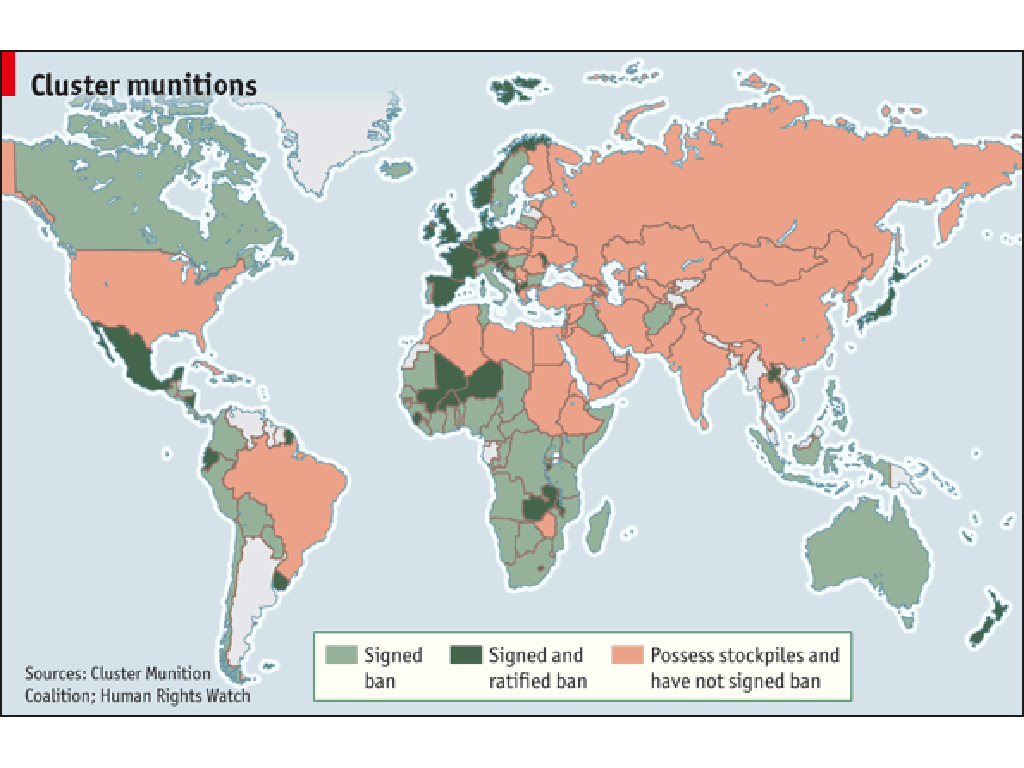 Cluster munitions
Signed
ban
Signed and
ratified ban
Possess stockpiles and
have not signed ban
Sources: Cluster Munition
Coalition; Human Rights Watch